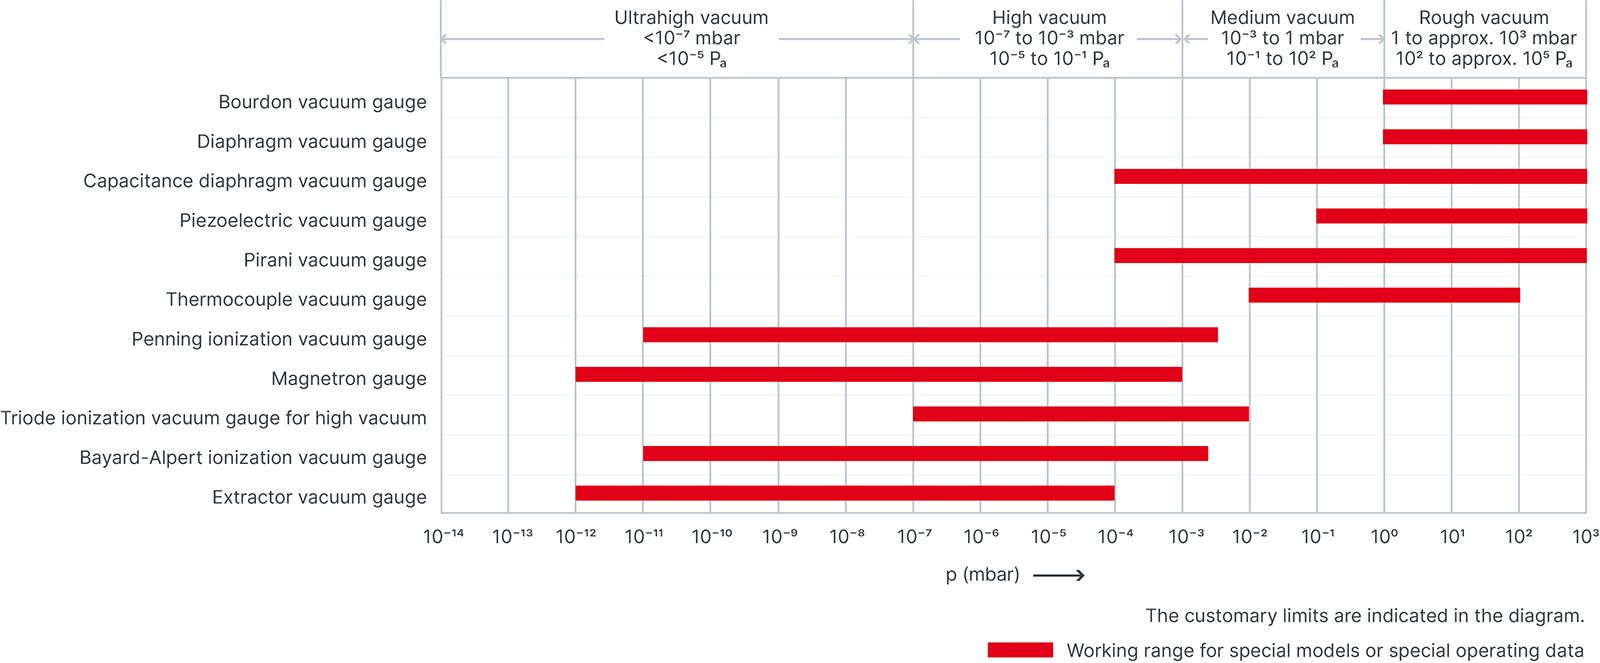 Ultrahigh vacuum
<10⁻⁷ mbar
<10⁻⁵ Pₐ
High vacuum
10⁻⁷ to 10⁻³ mbar
10⁻⁵ to 10⁻¹ Pₐ
Medium vacuum
10⁻³ to 1 mbar
10⁻¹ to 10² Pₐ
Rough vacuum
1 to approx. 10³ mbar
10² to approx. 10⁵ Pₐ
Bourdon vacuum gauge
Diaphragm vacuum gauge
Capacitance diaphragm vacuum gauge
Piezoelectric vacuum gauge
Pirani vacuum gauge
Thermocouple vacuum gauge
Penning ionization vacuum gauge
Magnetron gauge
Triode ionization vacuum gauge for high vacuum
Bayard-Alpert ionization vacuum gauge
Extractor vacuum gauge
10⁻¹⁴ 10⁻¹³ 10⁻¹² 10⁻¹¹ 10⁻¹⁰ 10⁻⁹ 10⁻⁸ 10⁻⁷ 10⁻⁶ 10⁻⁵ 10⁻⁴ 10⁻³ 10⁻² 10⁻¹ 10⁰ 10¹ 10² 10³
p (mbar)
The customary limits are indicated in the diagram.
Working range for special models or special operating data